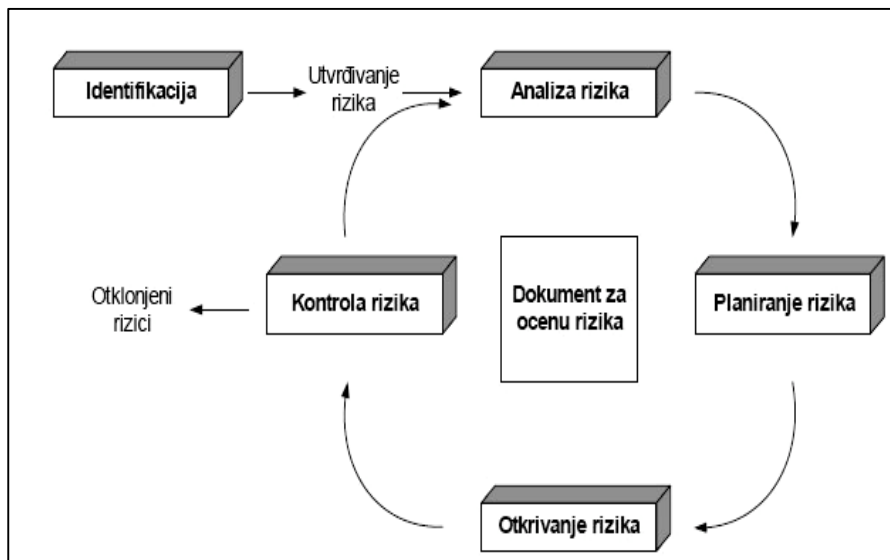 Identifikacija
Utvrđivanje
rizika
Analiza rizika
Otklonjeni
rizici
Kontrola rizika
Dokument za
ocenu rizika
Planiranje rizika
Otkrivanje rizika